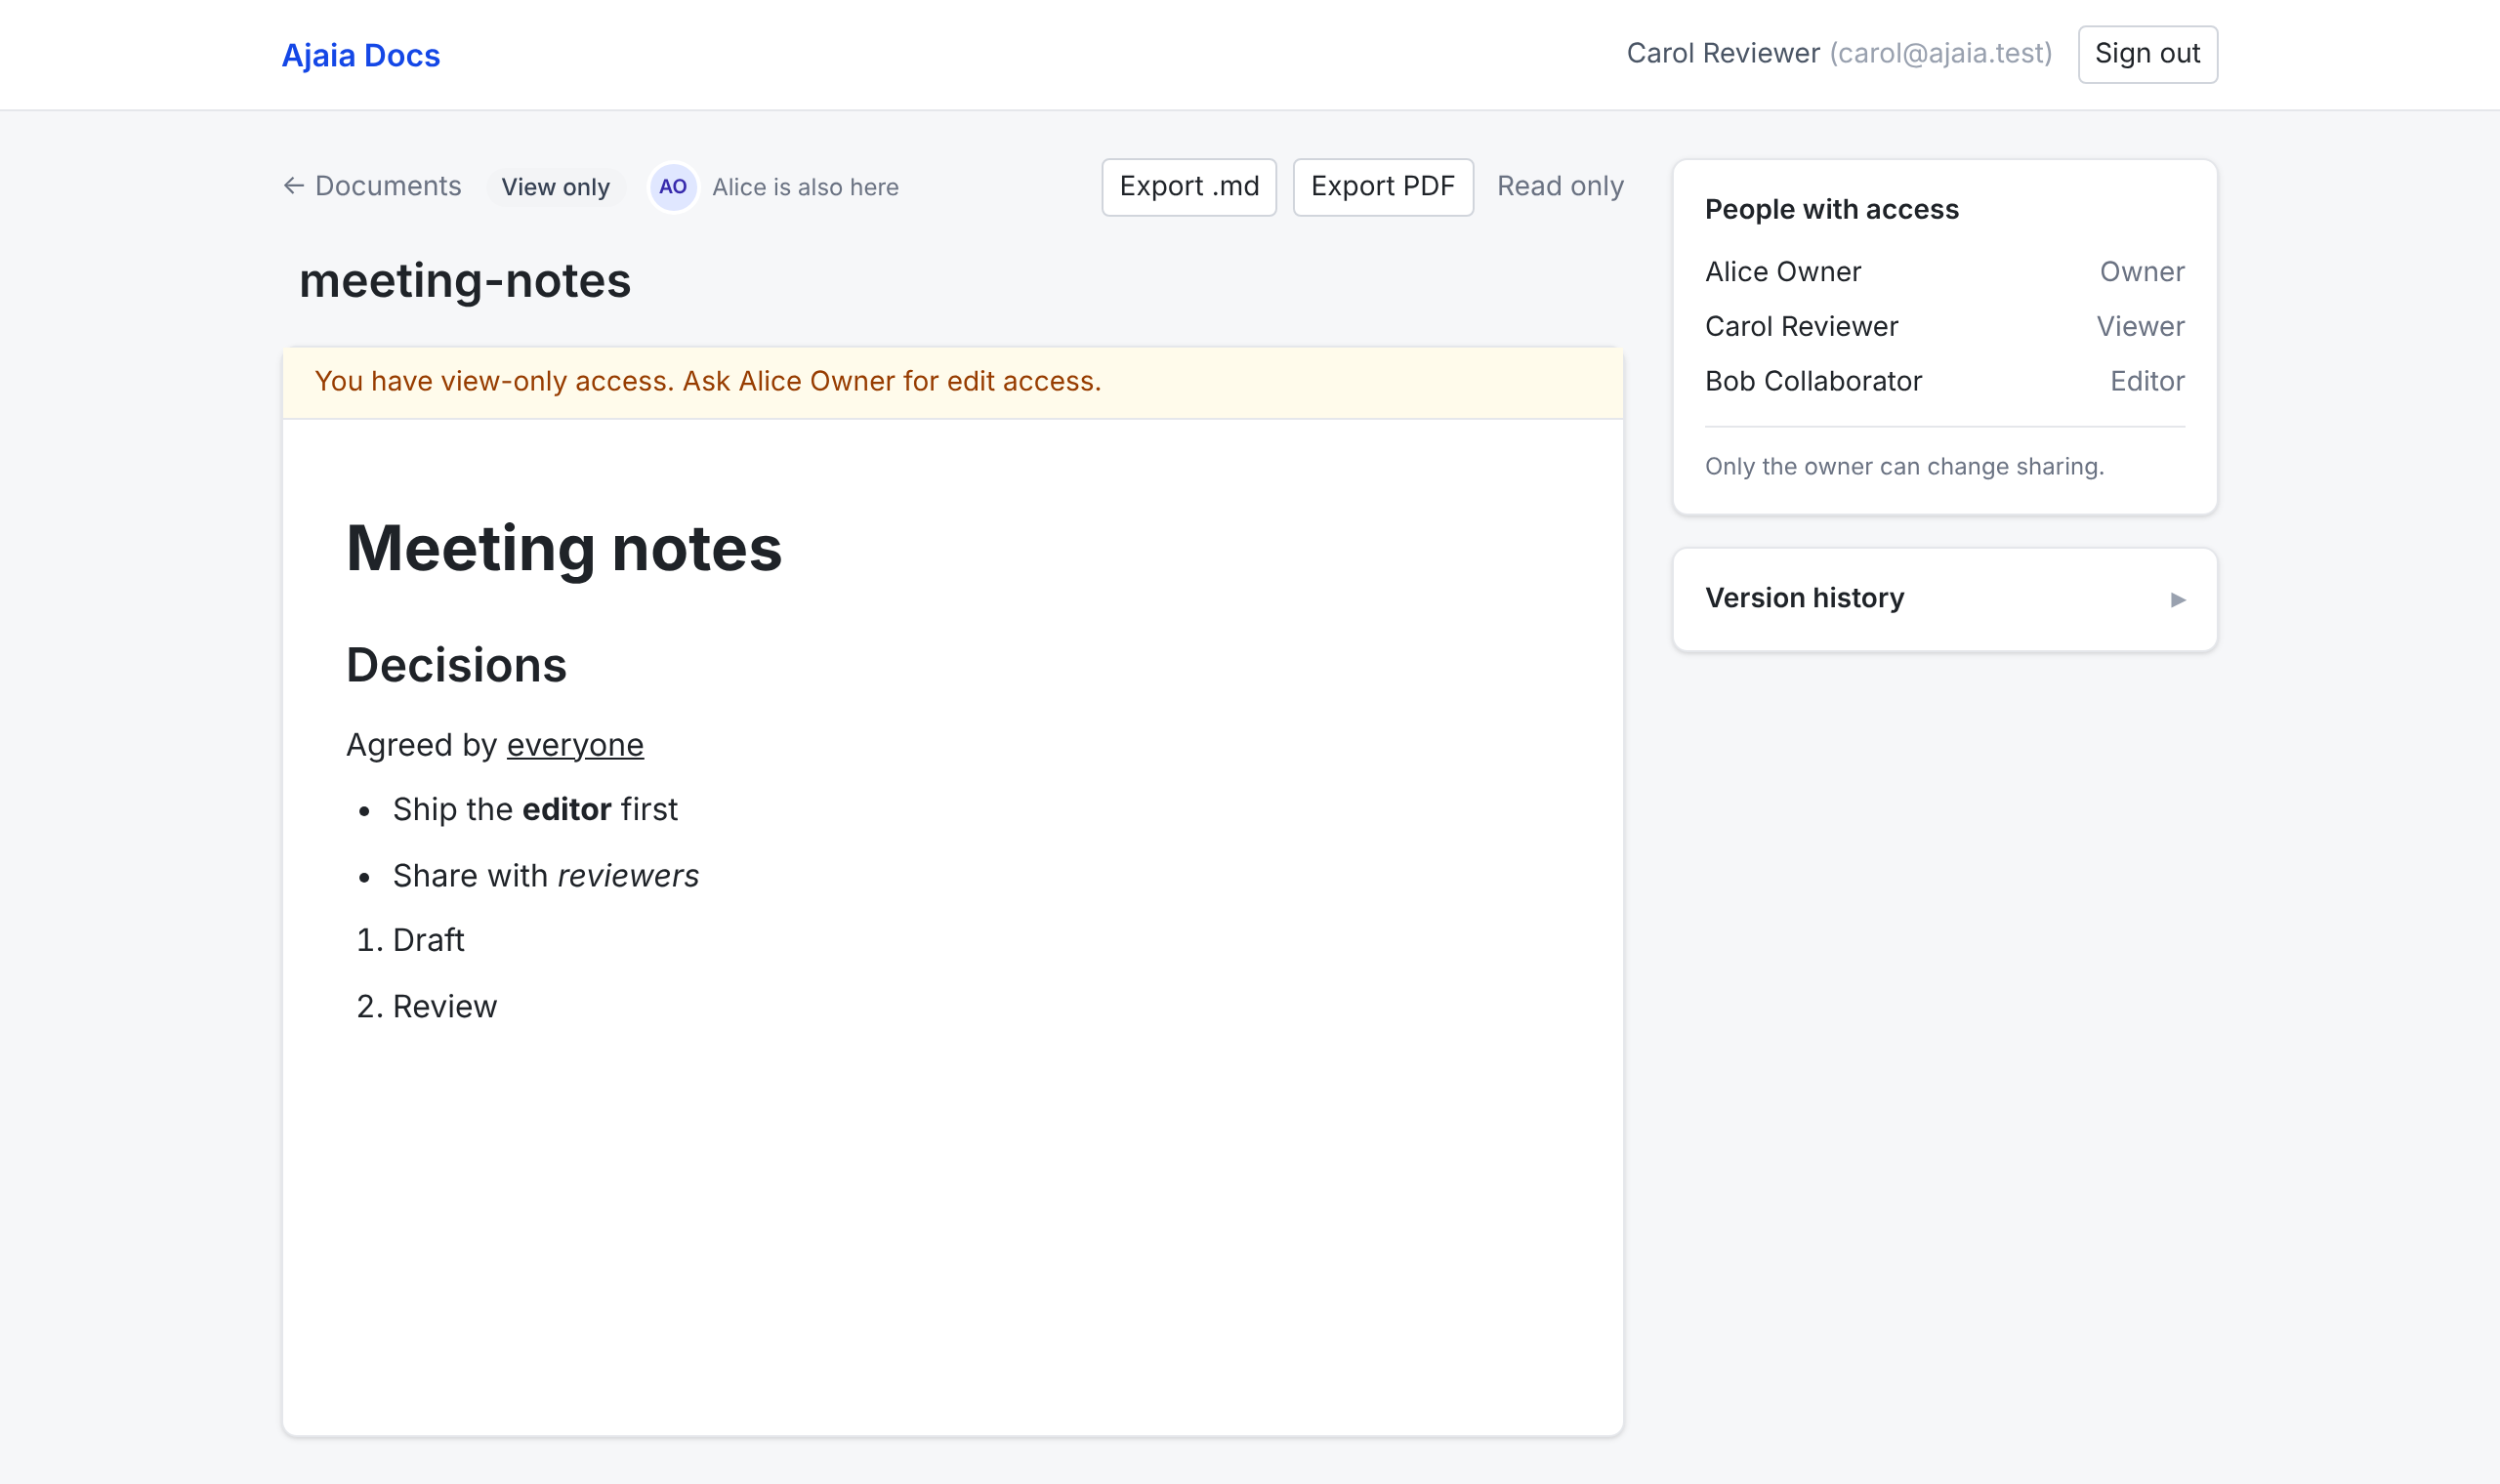 Ajaia Docs
Carol Reviewer (carol@ajaia.test)
Sign out
← Documents
View only
AO
Alice is also here
Export .md
Export PDF
Read only
meeting-notes
You have view-only access. Ask Alice Owner for edit access.
Meeting notes
Decisions
Agreed by everyone
• Ship the editor first
• Share with reviewers
1. Draft
2. Review
People with access
Alice Owner Owner
Carol Reviewer Viewer
Bob Collaborator Editor
Only the owner can change sharing.
Version history ▸